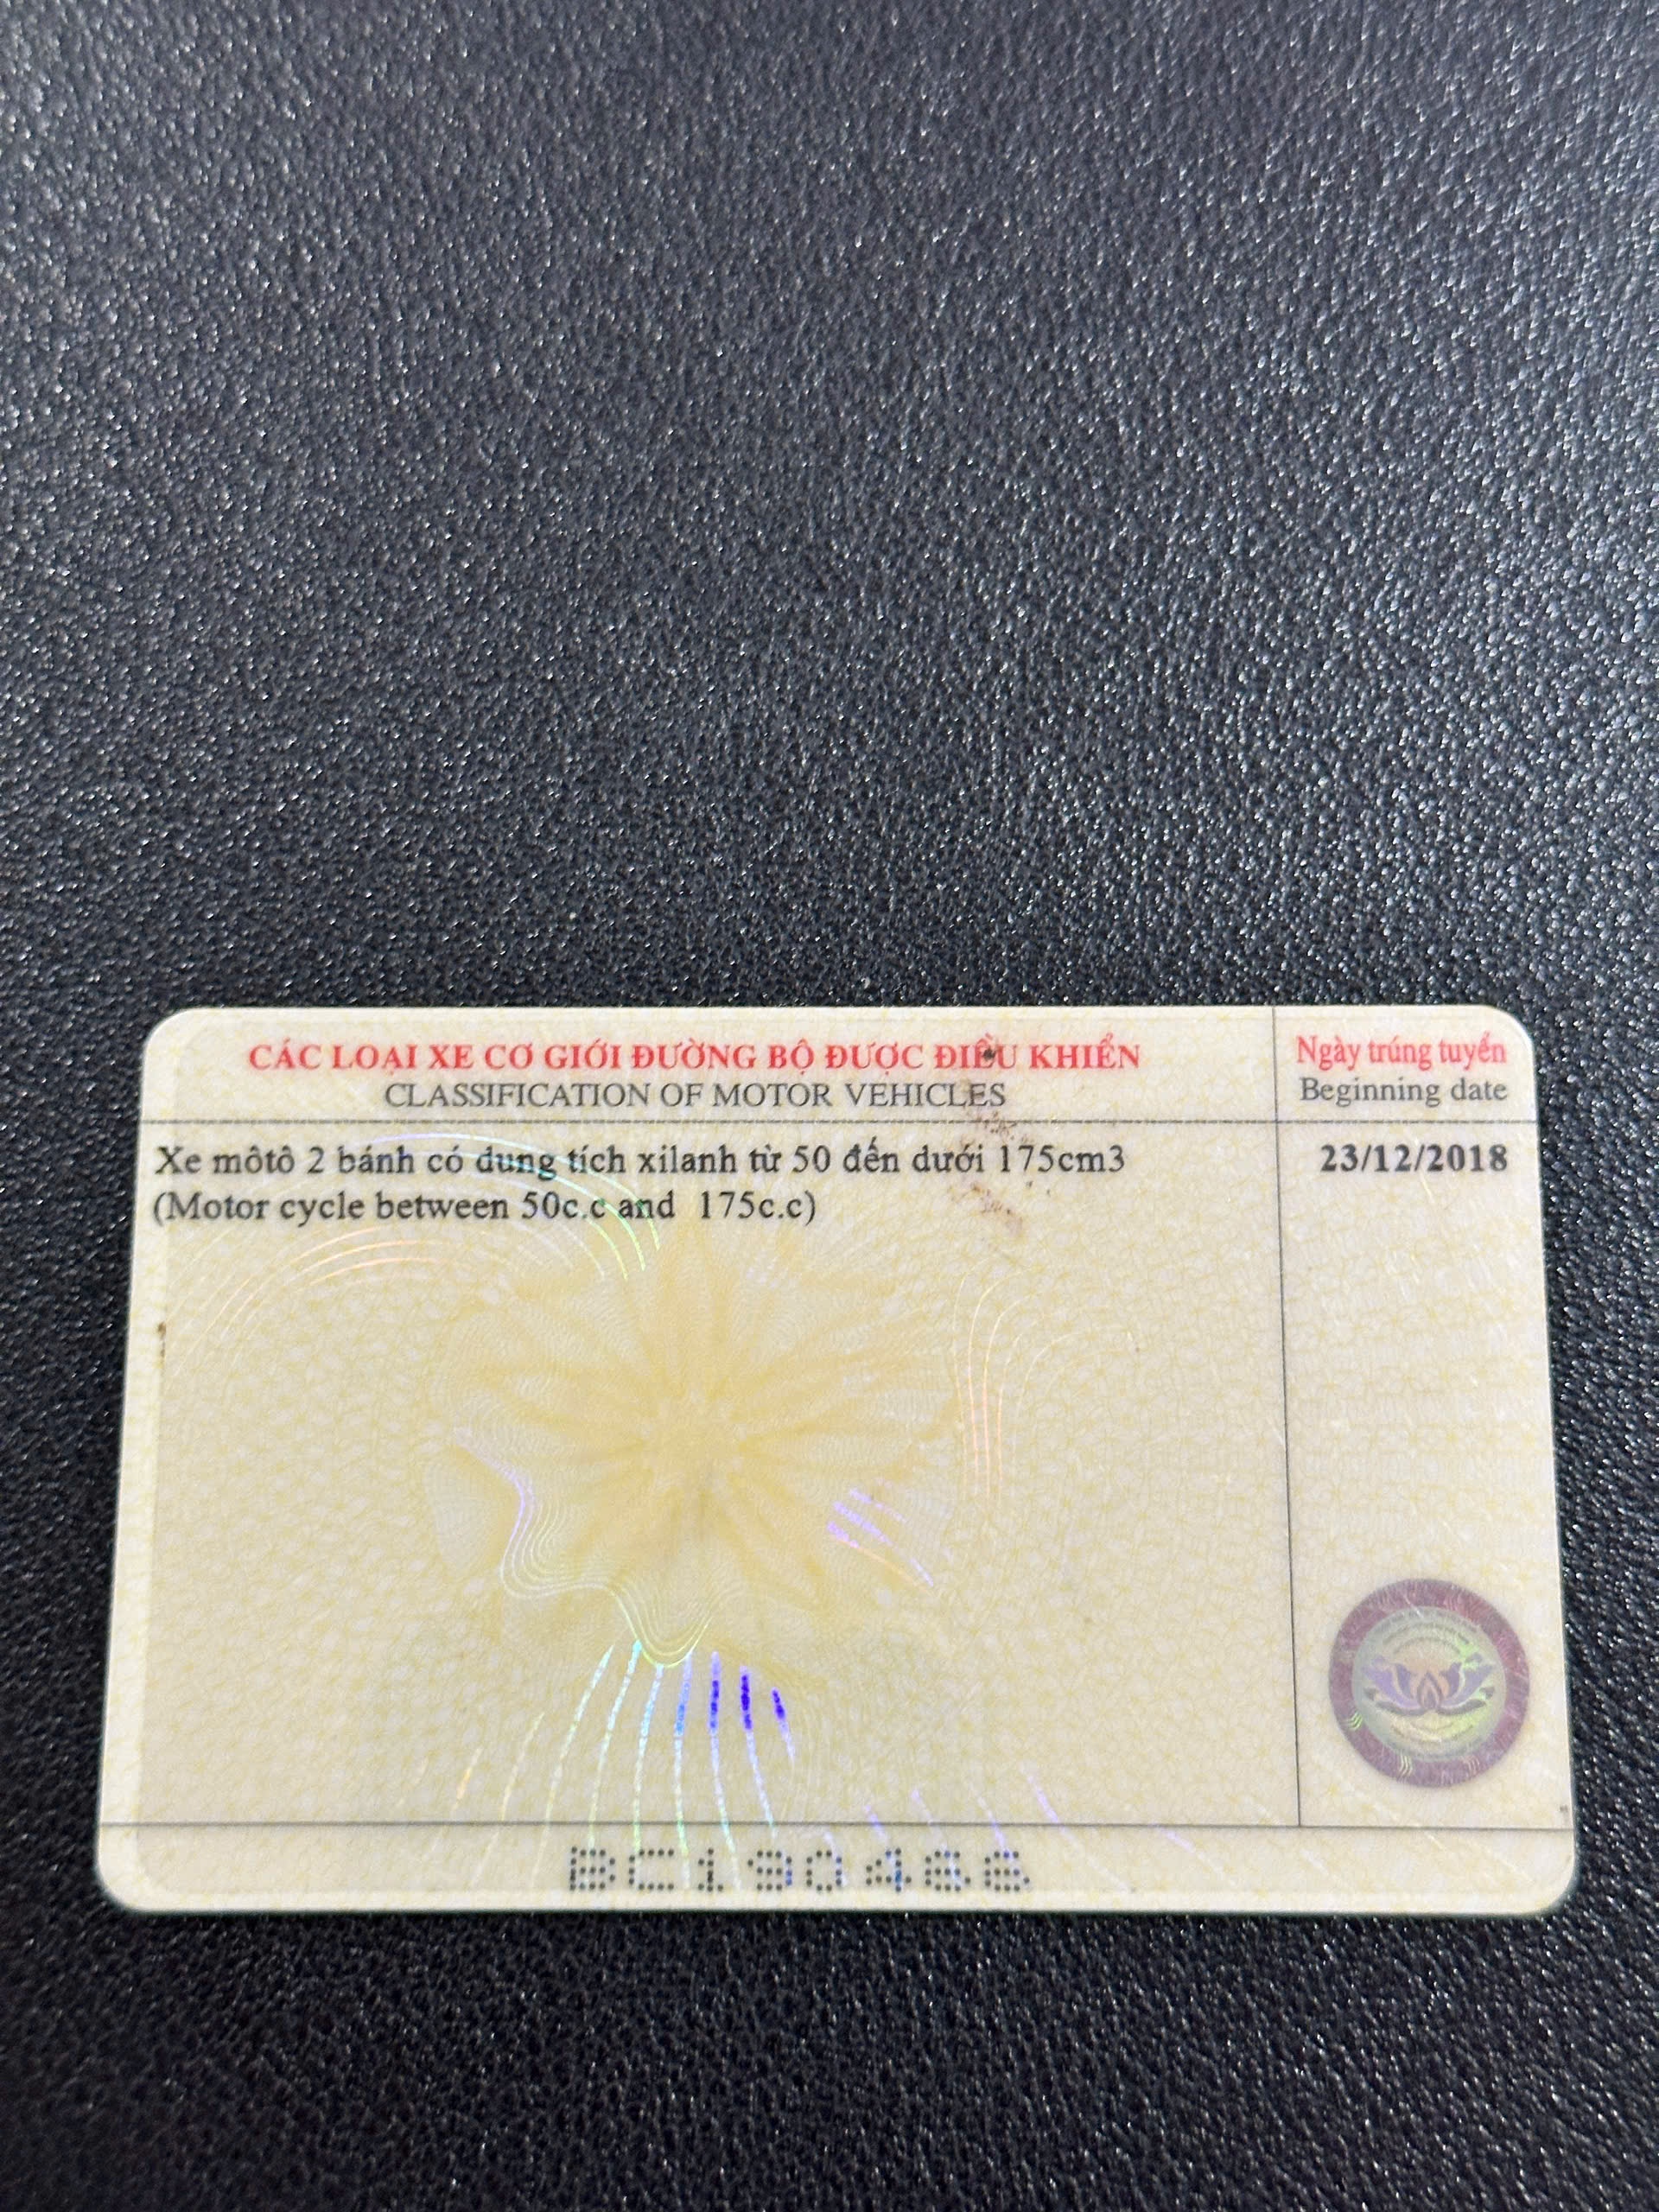 CÁC LOẠI XE CƠ GIỚI ĐƯỜNG BỘ ĐƯỢC ĐIỀU KHIỂN
CLASSIFICATION OF MOTOR VEHICLES
Ngày trúng tuyển
Beginning date
Xe môtô 2 bánh có dung tích xilanh từ 50 đến dưới 175cm3
(Motor cycle between 50c.c and 175c.c)
23/12/2018
BC190488